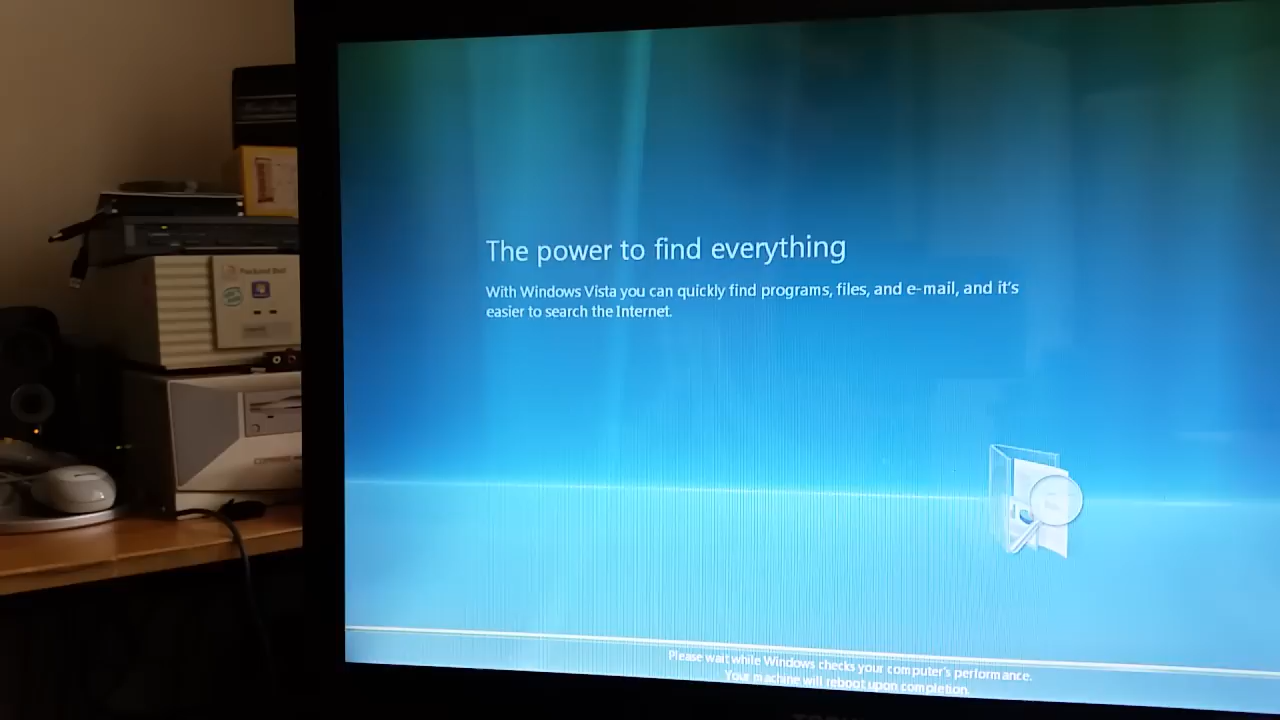 The power to find everything
With Windows Vista you can quickly find programs, files, and e-mail, and it's
easier to search the Internet.
Please wait while Windows checks your computer's performance.
Your machine will reboot upon completion.
Packard Bell